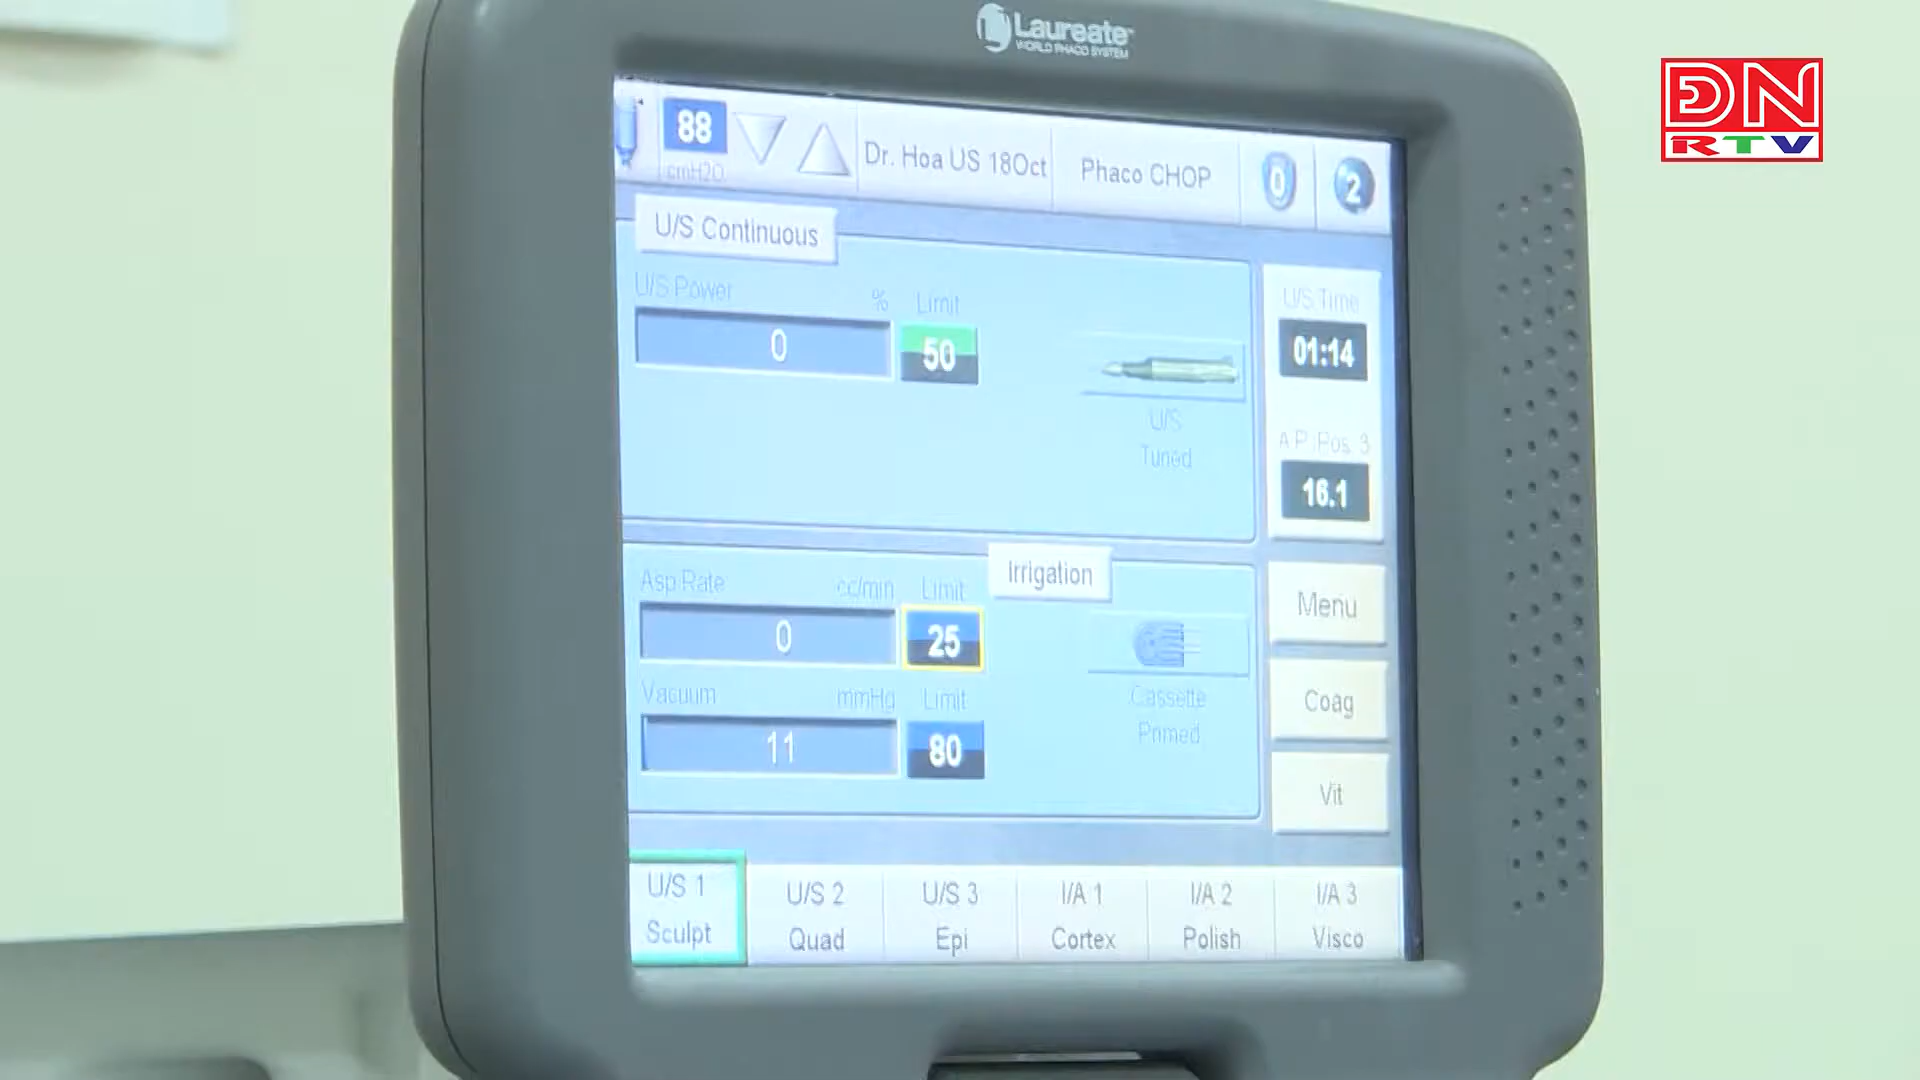 Laureate™
WORLD PHACO SYSTEM
DN
RTV
88
cmH2O
Dr. Hoa US 18Oct
Phaco CHOP
0
2
U/S Continuous
U/S Power
%
Limit
0
50
U/S
Tuned
U/S Time
01:14
A.P. Pos. 3
16.1
Irrigation
Asp Rate
cc/min
Limit
0
25
Vacuum
mmHg
Limit
11
80
Cassette
Primed
Menu
Coag
Vit
U/S 1
Sculpt
U/S 2
Quad
U/S 3
Epi
I/A 1
Cortex
I/A 2
Polish
I/A 3
Visco